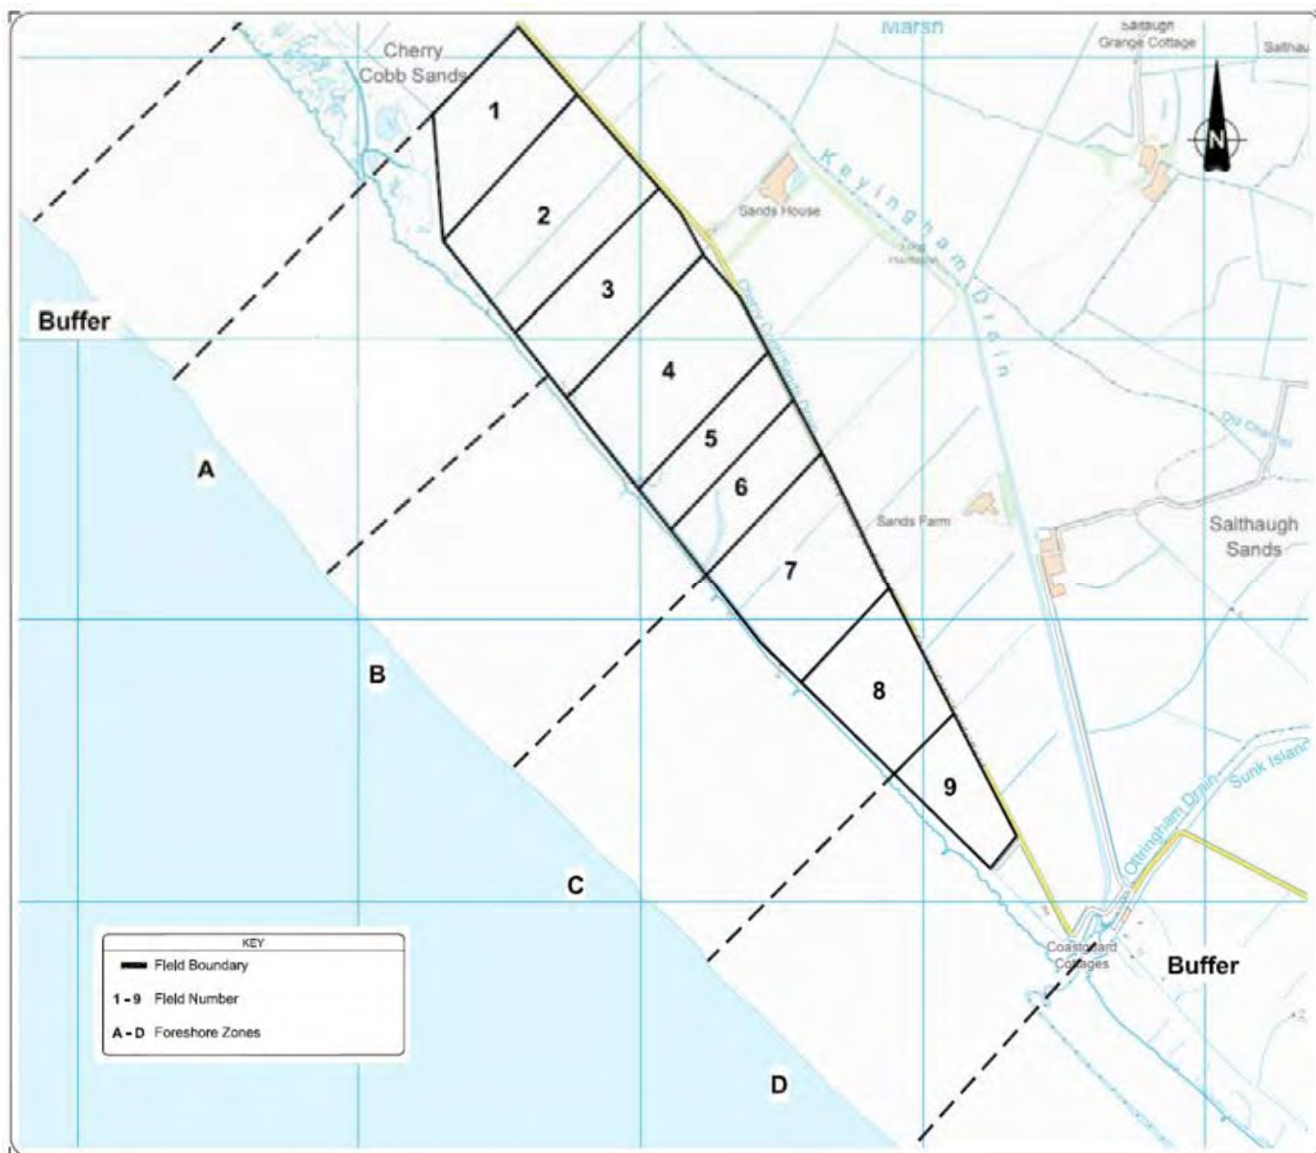 Marsh
Grange Cottage
Cherry
Cobb Sands
1
N
Keyingham Drain
Sands House
2
3
Buffer
4
Old Channel
A
5
6
Sands Farm
Salthaugh
Sands
7
B
8
9
Ottringham Drain
Sunk Island
C
KEY
Field Boundary
1 - 9 Field Number
A - D Foreshore Zones
Coastguard
Cottages
Buffer
D